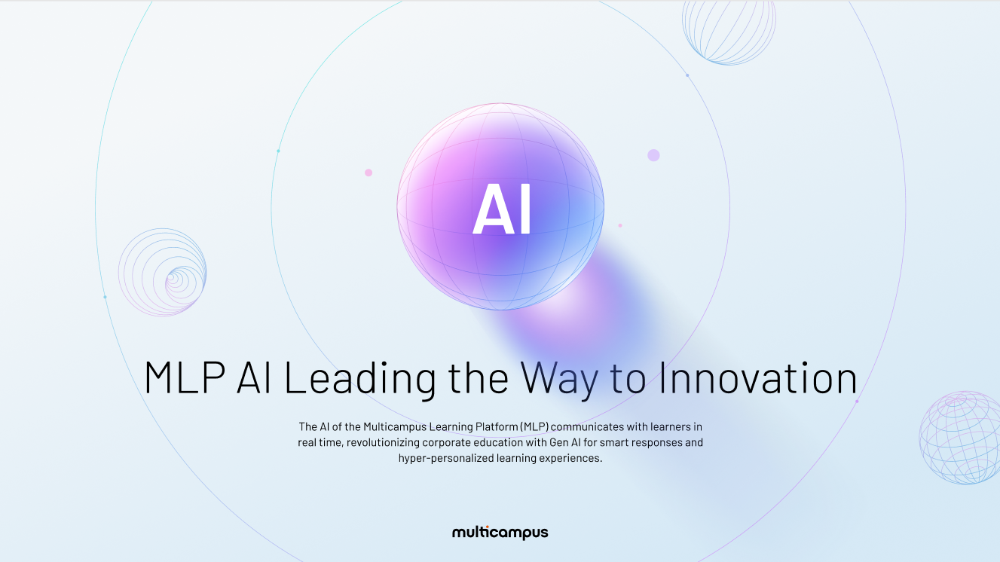 AI
MLP AI Leading the Way to Innovation
The AI of the Multicampus Learning Platform (MLP) communicates with learners in
real time, revolutionizing corporate education with Gen AI for smart responses and
hyper-personalized learning experiences.
multicampus